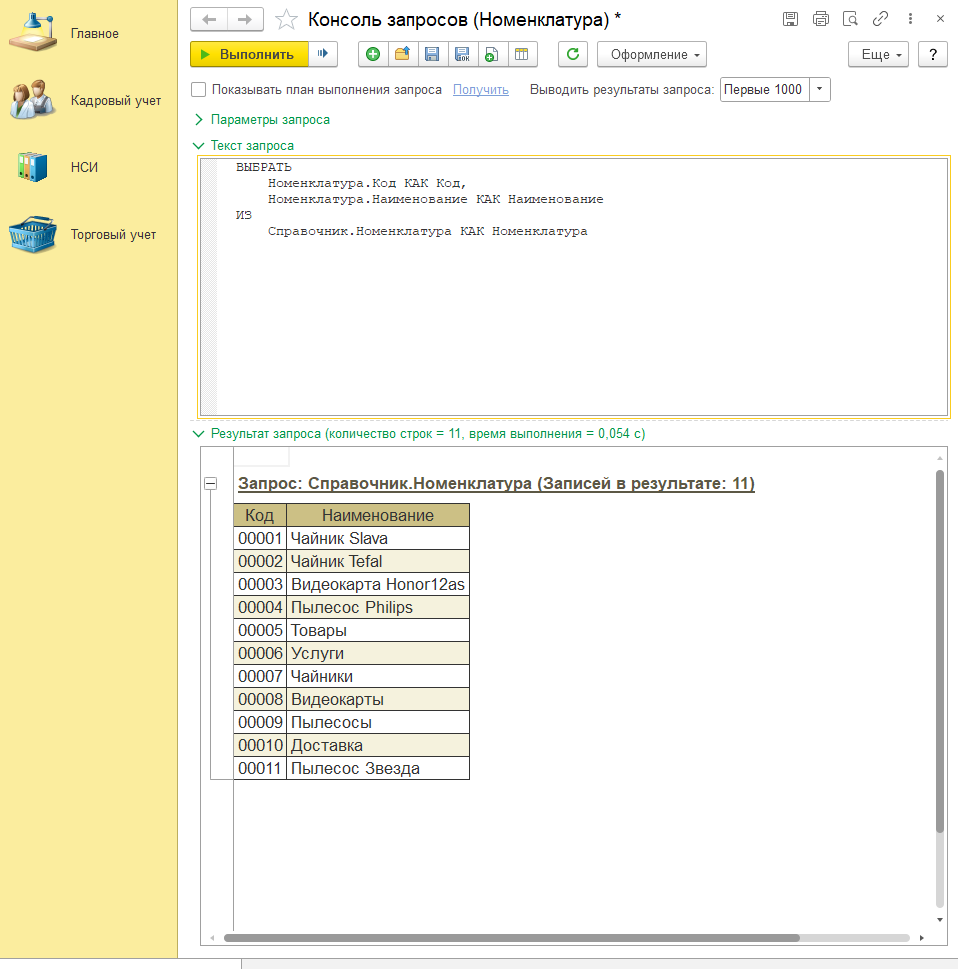 Главное
Кадровый учет
НСИ
Торговый учет
Консоль запросов (Номенклатура) *
Выполнить
Оформление
Еще
?
Показывать план выполнения запроса Получить Выводить результаты запроса: Первые 1000
Параметры запроса
Текст запроса
ВЫБРАТЬ
Номенклатура.Код КАК Код,
Номенклатура.Наименование КАК Наименование
ИЗ
Справочник.Номенклатура КАК Номенклатура
Результат запроса (количество строк = 11, время выполнения = 0,054 с)
Запрос: Справочник.Номенклатура (Записей в результате: 11)
Код Наименование
00001 Чайник Slava
00002 Чайник Tefal
00003 Видеокарта Honor12as
00004 Пылесос Philips
00005 Товары
00006 Услуги
00007 Чайники
00008 Видеокарты
00009 Пылесосы
00010 Доставка
00011 Пылесос Звезда